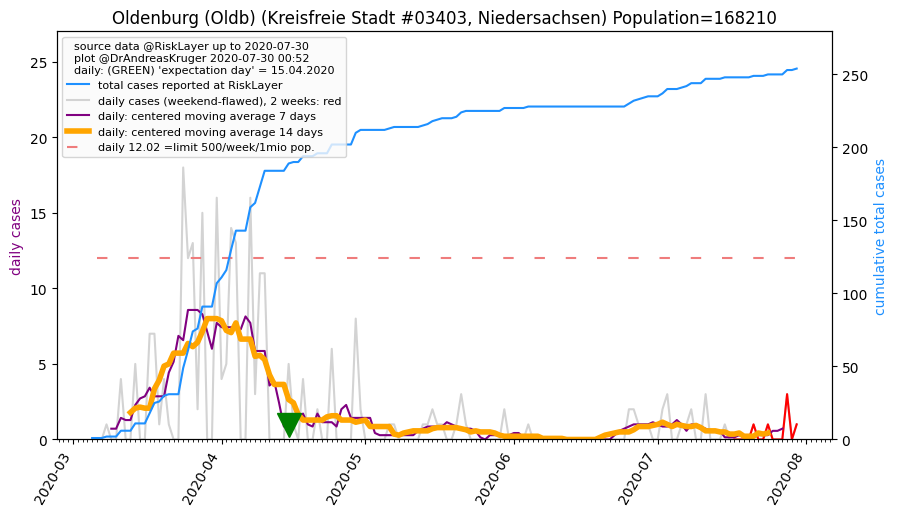 Oldenburg (Oldb) (Kreisfreie Stadt #03403, Niedersachsen) Population=168210
source data @RiskLayer up to 2020-07-30
plot @DrAndreasKruger 2020-07-30 00:52
daily: (GREEN) 'expectation day' = 15.04.2020
total cases reported at RiskLayer
daily cases (weekend-flawed), 2 weeks: red
daily: centered moving average 7 days
daily: centered moving average 14 days
daily 12.02 =limit 500/week/1mio pop.
daily cases
25
20
15
10
5
0
cumulative total cases
250
200
150
100
50
0
2020-03
2020-04
2020-05
2020-06
2020-07
2020-08